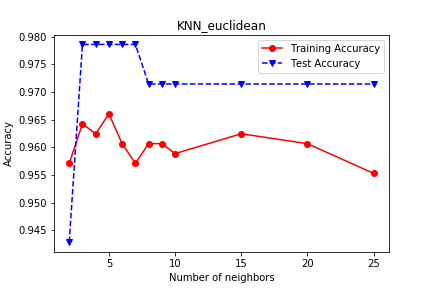 KNN_euclidean
Training Accuracy
Test Accuracy
Accuracy
0.980
0.975
0.970
0.965
0.960
0.955
0.950
0.945
5
10
15
20
25
Number of neighbors